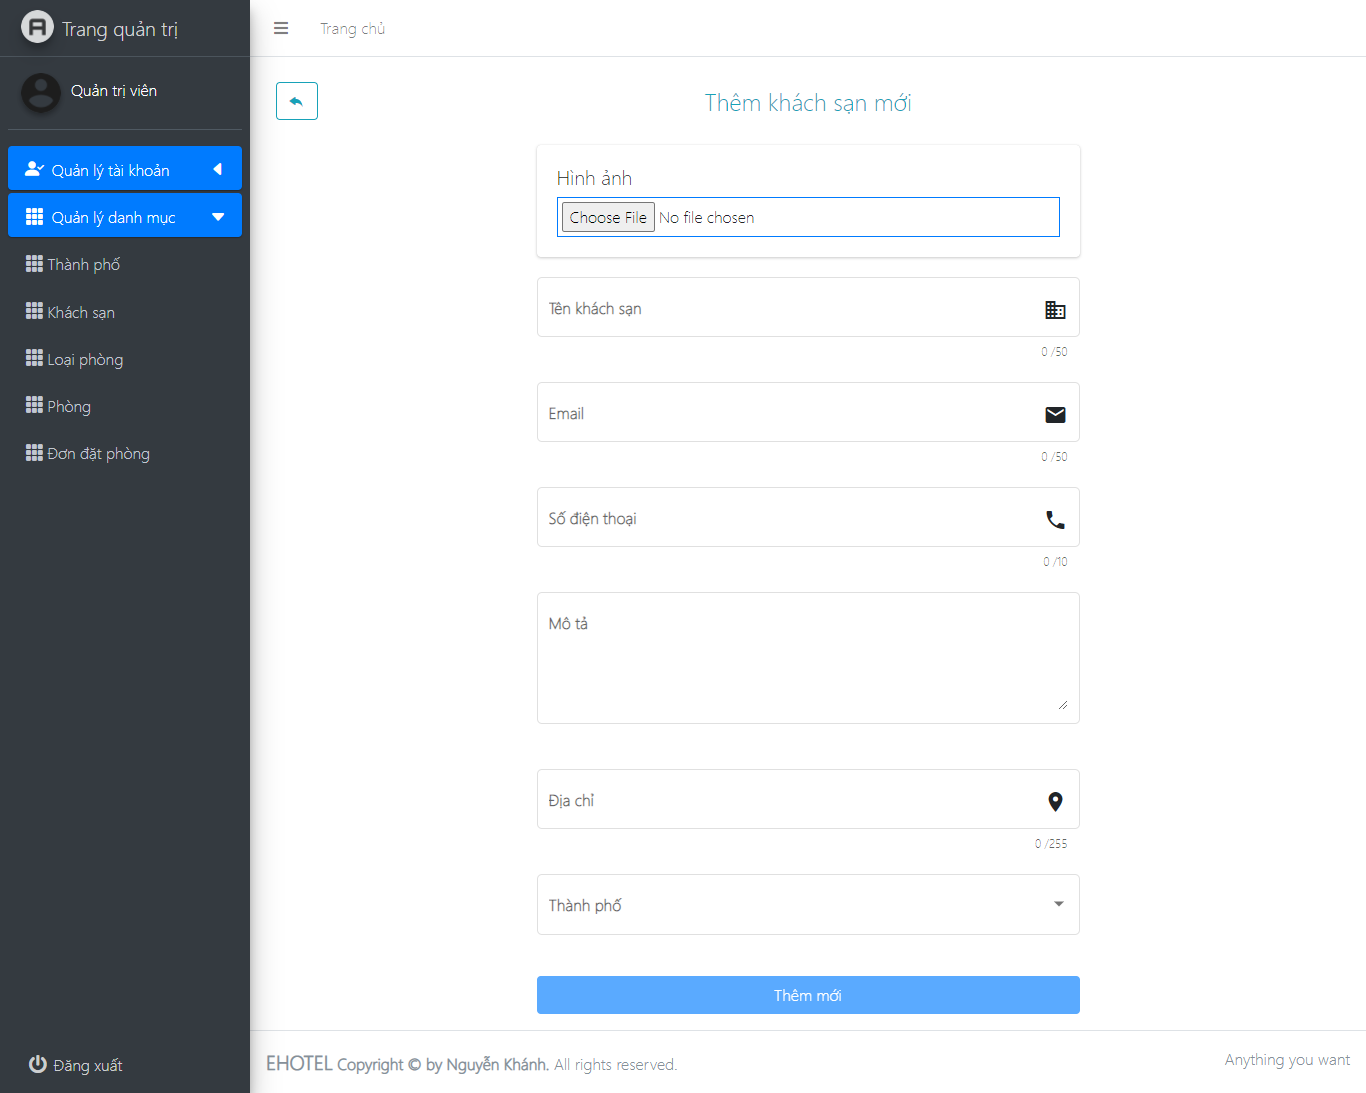 Trang quản trị
Trang chủ
Quản trị viên
Quản lý tài khoản
Quản lý danh mục
Thành phố
Khách sạn
Loại phòng
Phòng
Đơn đặt phòng
Đăng xuất
Thêm khách sạn mới
Hình ảnh
Choose File No file chosen
Tên khách sạn
0 /50
Email
0 /50
Số điện thoại
0 /10
Mô tả
Địa chỉ
0 /255
Thành phố
Thêm mới
EHOTEL Copyright © by Nguyễn Khánh. All rights reserved.
Anything you want